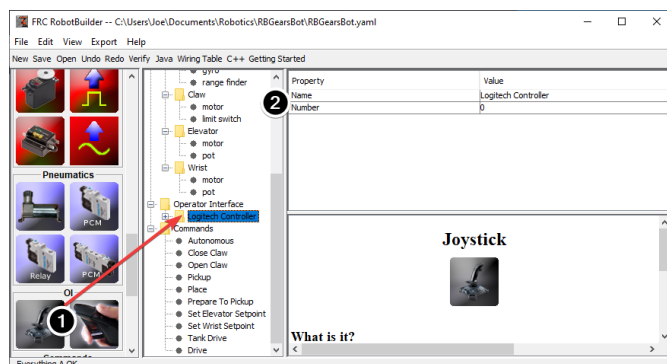 FRC RobotBuilder -- C:\Users\Joe\Documents\Robotics\RBGearsBot\RBGearsBot.yaml
File Edit View Export Help
New Save Open Undo Redo Verify Java Wiring Table C++ Getting Started
gyro
range finder
Claw
motor
limit switch
Elevator
motor
pot
Wrist
motor
pot
Operator Interface
Logitech Controller
Commands
Autonomous
Close Claw
Open Claw
Pickup
Place
Prepare To Pickup
Set Elevator Setpoint
Set Wrist Setpoint
Tank Drive
Drive
Pneumatics
PCM
Relay
PCM
OI
1
Commands
Everything A OK
2
Property Value
Name Logitech Controller
Number 0
Joystick
What is it?